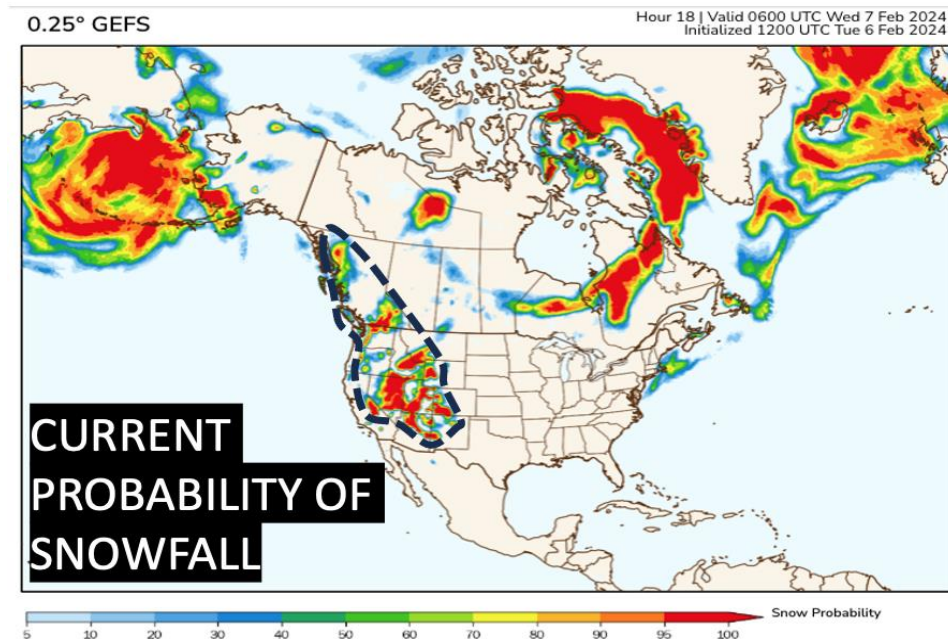 0.25° GEFS
Hour 18 | Valid 0600 UTC Wed 7 Feb 2024
Initialized 1200 UTC Tue 6 Feb 2024
CURRENT
PROBABILITY OF
SNOWFALL
Snow Probability
5 10 20 30 40 50 60 70 80 90 95 100